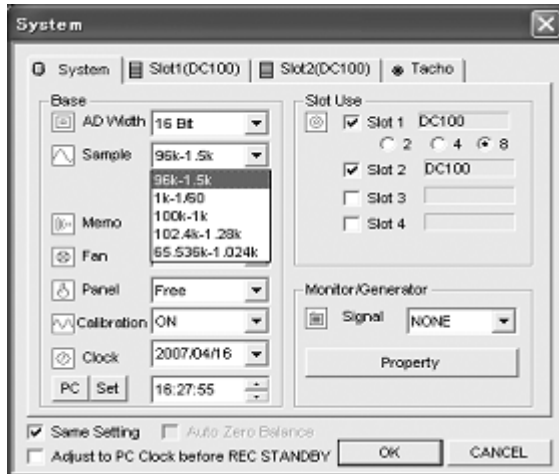 System
System
Slot1(DC100)
Slot2(DC100)
Tacho
Base
AD Width 16 Bit
Sample 96k-1.5k
96k-1.5k
1k-1/60
100k-1k
102.4k-1.28k
65.536k-1.024k
Memo
Fan
Panel Free
Calibration ON
Clock 2007/04/16
PC Set 16:27:55
Slot Use
Slot 1 DC100
2 4 8
Slot 2 DC100
Slot 3
Slot 4
Monitor/Generator
Signal NONE
Property
Same Setting Auto Zero Balance
Adjust to PC Clock before REC STANDBY
OK CANCEL